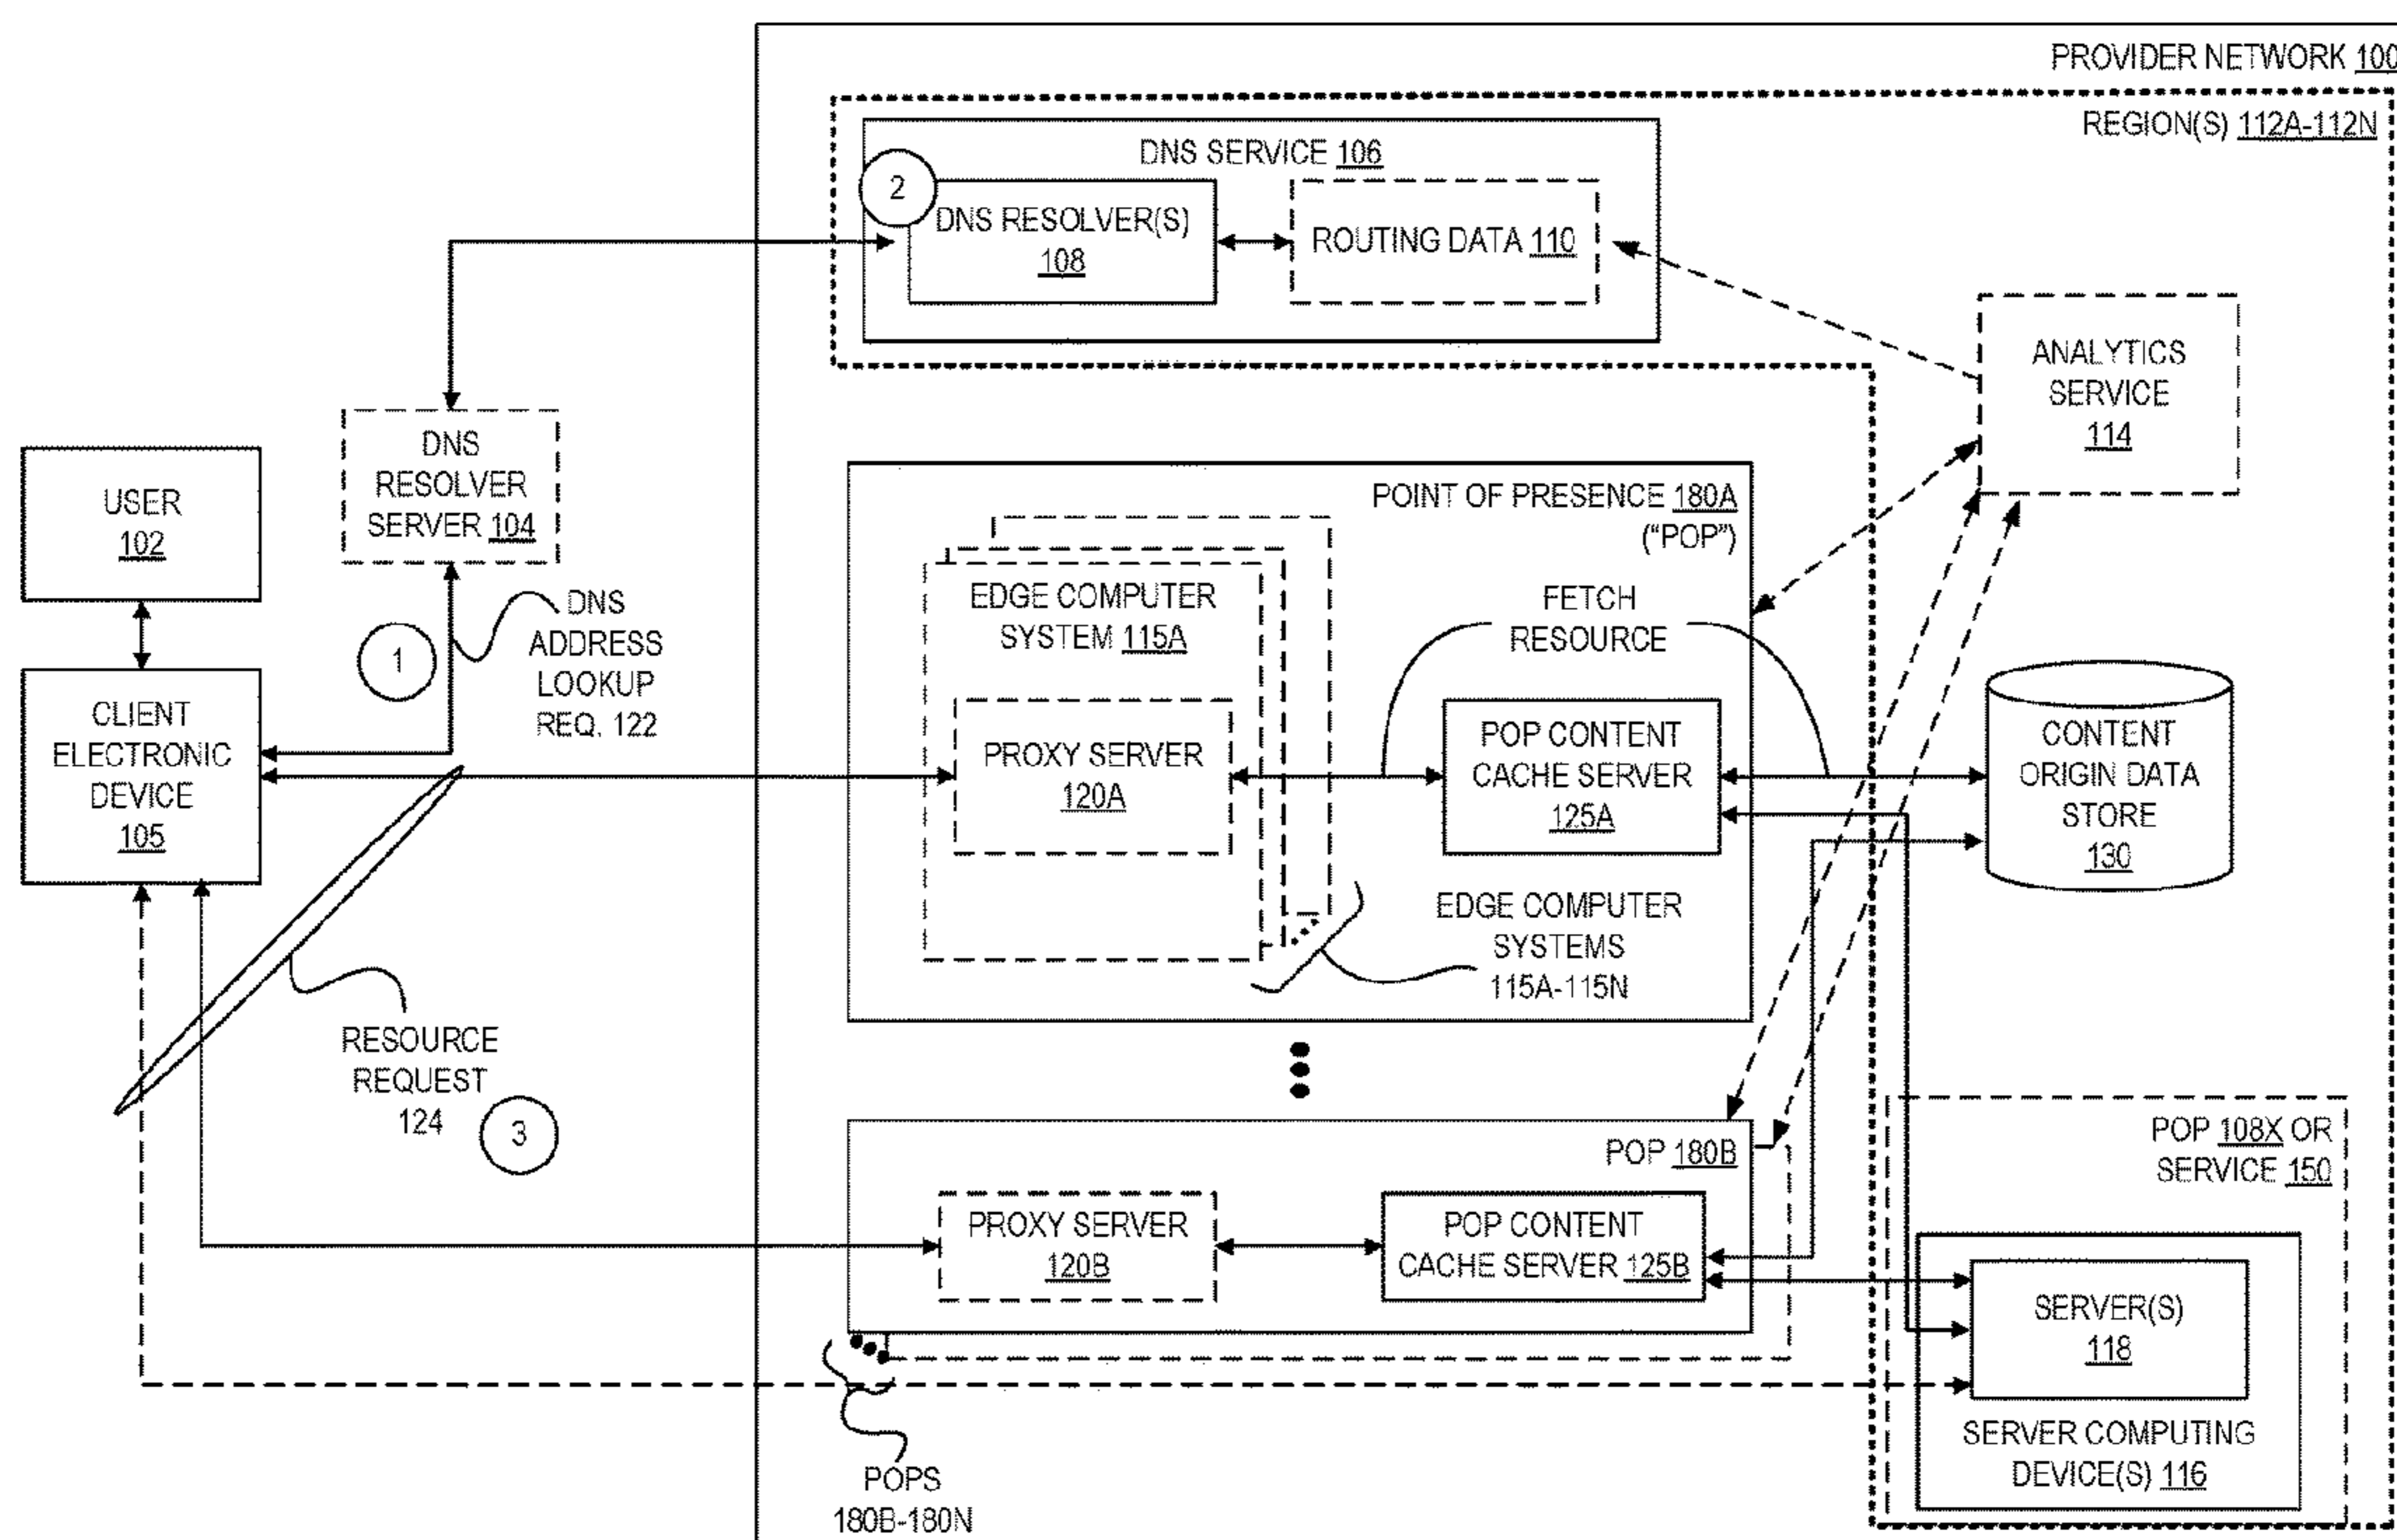 PROVIDER NETWORK 100
REGION(S) 112A-112N
DNS SERVICE 106
2
DNS RESOLVER(S)
108
ROUTING DATA 110
ANALYTICS
SERVICE
114
DNS
RESOLVER
SERVER 104
USER
102
1
DNS
ADDRESS
LOOKUP
REQ. 122
CLIENT
ELECTRONIC
DEVICE
105
POINT OF PRESENCE 180A
("POP")
EDGE COMPUTER
SYSTEM 115A
FETCH
RESOURCE
PROXY SERVER
120A
POP CONTENT
CACHE SERVER
125A
CONTENT
ORIGIN DATA
STORE
130
EDGE COMPUTER
SYSTEMS
115A-115N
RESOURCE
REQUEST
124
3
POP 180B
PROXY SERVER
120B
POP CONTENT
CACHE SERVER 125B
POP 108X OR
SERVICE 150
SERVER(S)
118
SERVER COMPUTING
DEVICE(S) 116
POPS
180B-180N